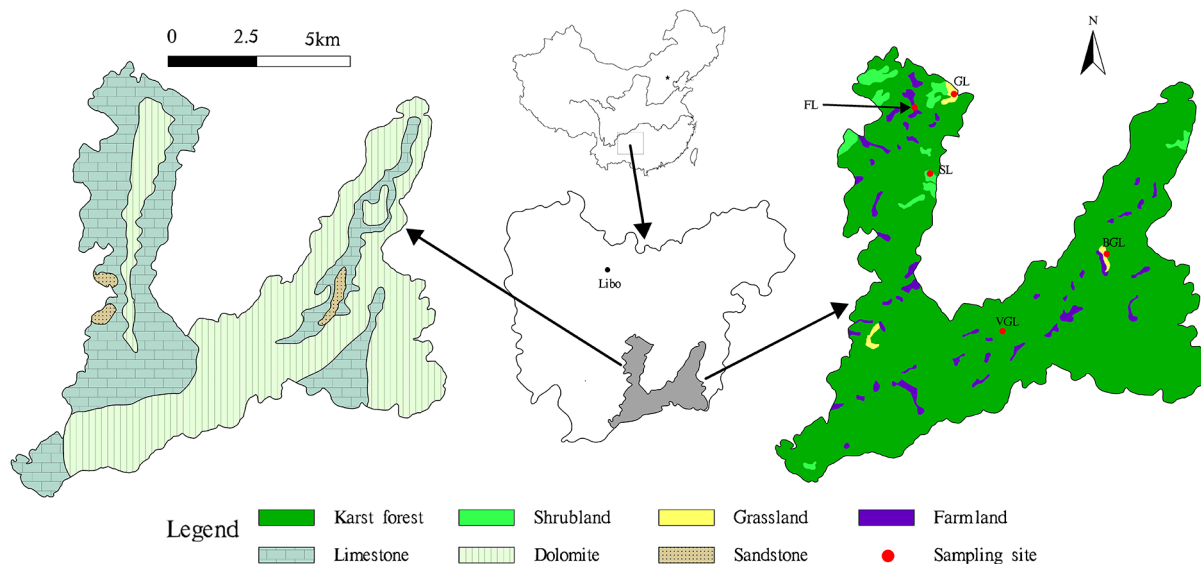 0 2.5 5km
N
GL
FL
SL
BGL
Libo
VGL
Legend
Karst forest
Shrubland
Grassland
Farmland
Limestone
Dolomite
Sandstone
Sampling site